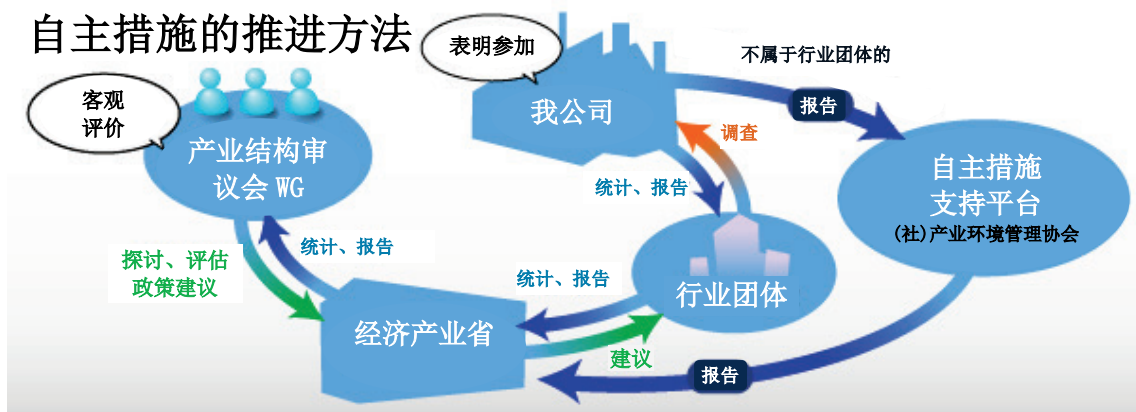 自主措施的推进方法
表明参加
不属于行业团体的
客观
评价
报告
我公司
调查
产业结构审
议会 WG
自主措施
支持平台
(社)产业环境管理协会
统计、报告
统计、报告
探讨、评估
政策建议
统计、报告
行业团体
经济产业省
建议
报告